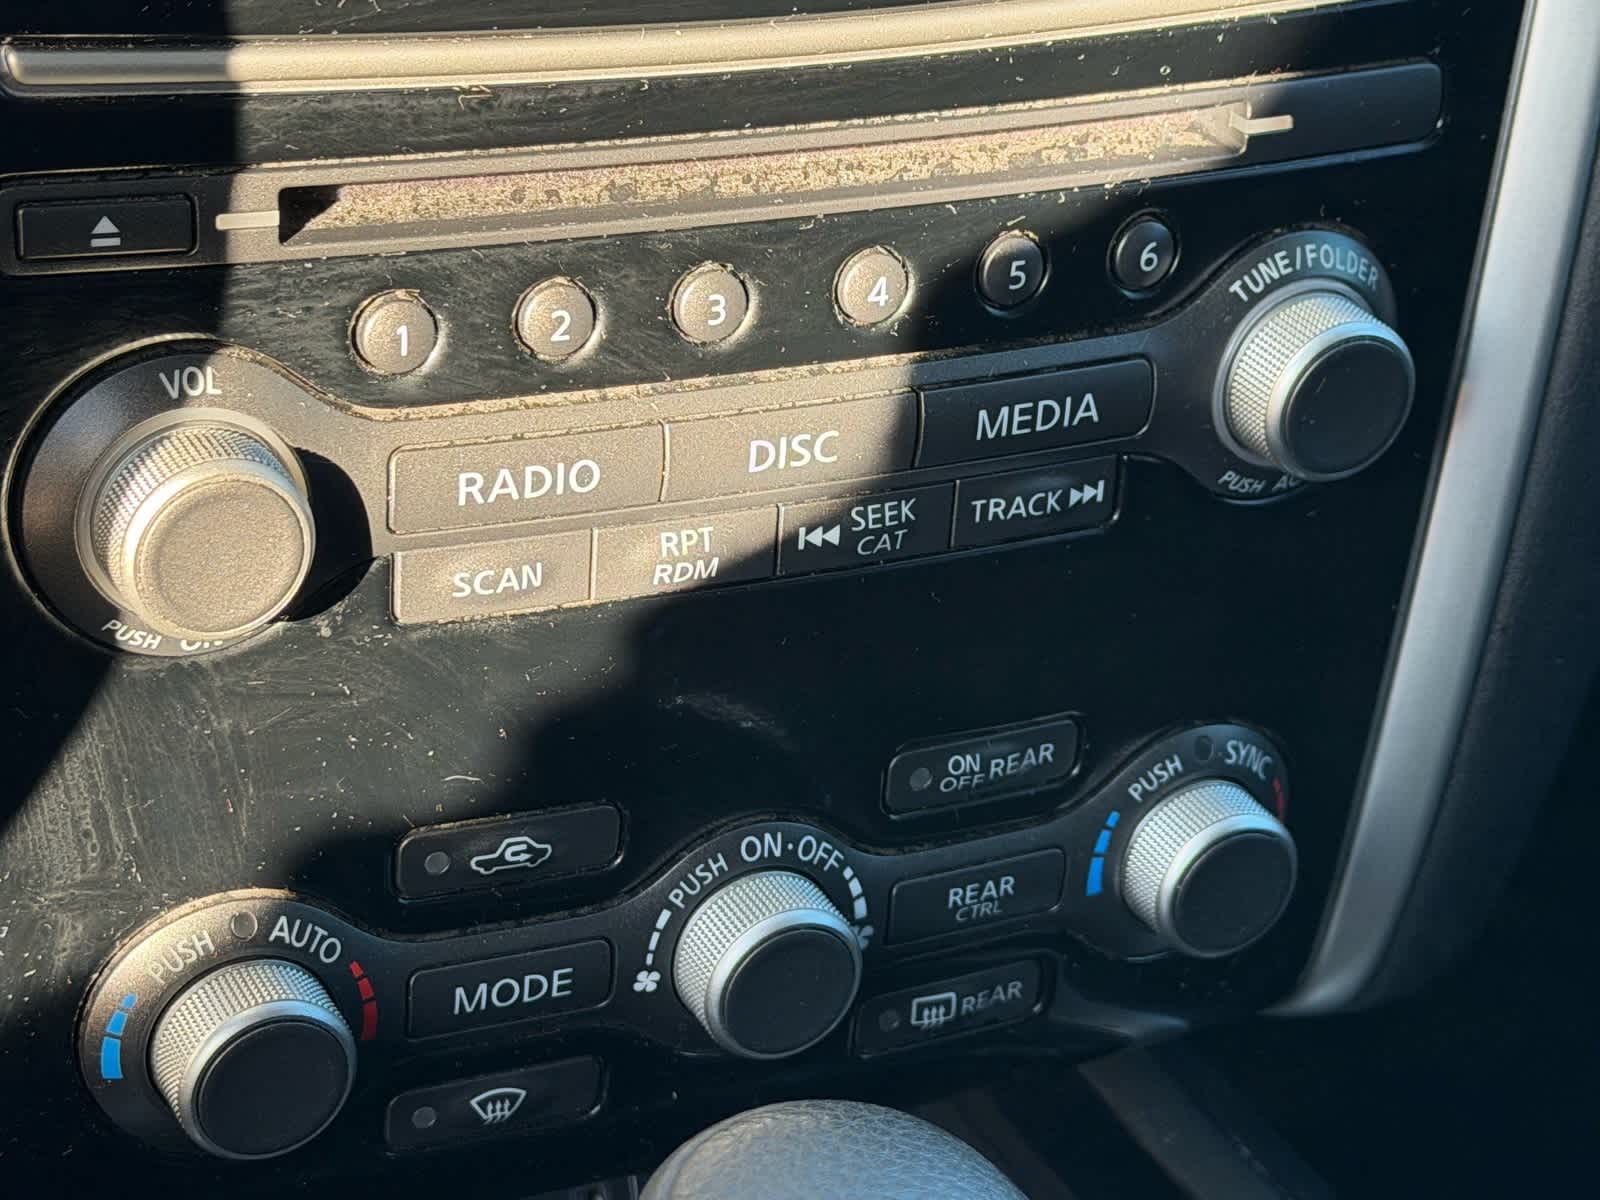 1 2 3 4 5 6
TUNE/FOLDER
VOL
RADIO DISC MEDIA
PUSH
SCAN RPT SEEK TRACK
RDM CAT
PUSH
ON REAR
OFF
PUSH SYNC
PUSH ON·OFF
REAR
CTRL
PUSH AUTO
MODE
REAR